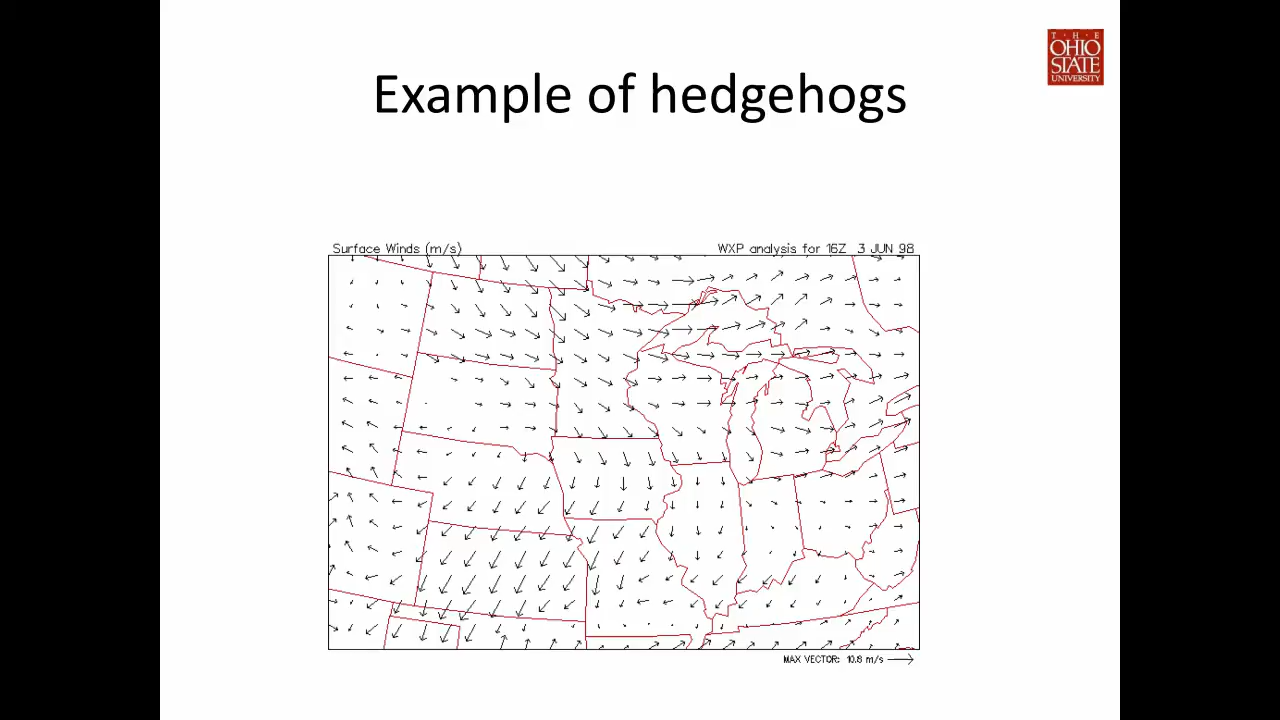 T·H·E
OHIO
STATE
UNIVERSITY
Example of hedgehogs
Surface Winds (m/s)
WXP analysis for 16Z 3 JUN 98
MAX VECTOR: 10.8 m/s